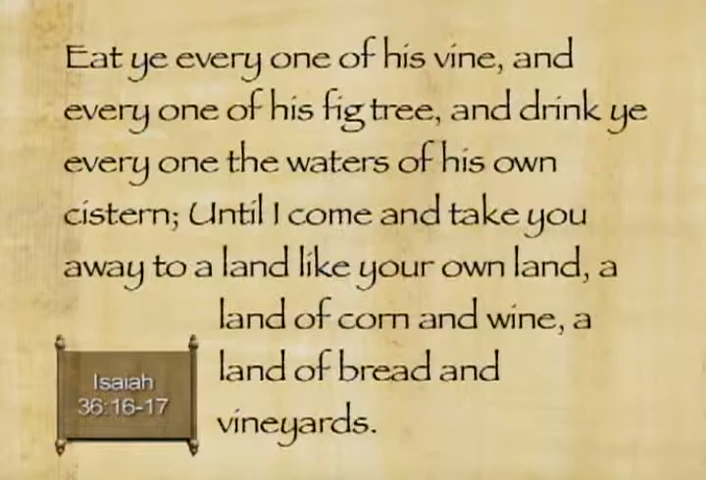 Eat ye every one of his vine, and
every one of his fig tree, and drink ye
every one the waters of his own
cistern; Until I come and take you
away to a land like your own land, a
land of corn and wine, a
land of bread and
vineyards.
Isaiah
36:16-17